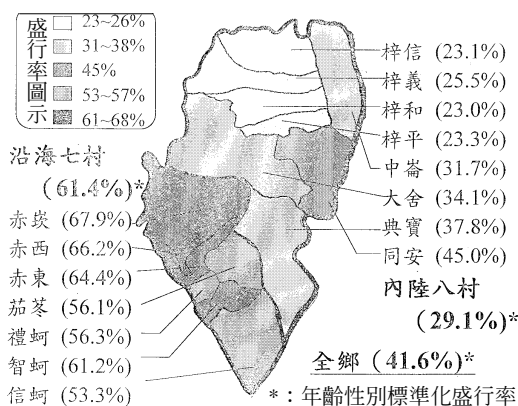 盛行率圖示
23~26%
31~38%
45%
53~57%
61~68%
沿海七村
(61.4%)*
赤崁 (67.9%)
赤西 (66.2%)
赤東 (64.4%)
茄苳 (56.1%)
禮蚵 (56.3%)
智蚵 (61.2%)
信蚵 (53.3%)
梓信 (23.1%)
梓義 (25.5%)
梓和 (23.0%)
梓平 (23.3%)
中崙 (31.7%)
大舍 (34.1%)
典寶 (37.8%)
同安 (45.0%)
內陸八村
(29.1%)*
全鄉 (41.6%)*
*：年齡性別標準化盛行率